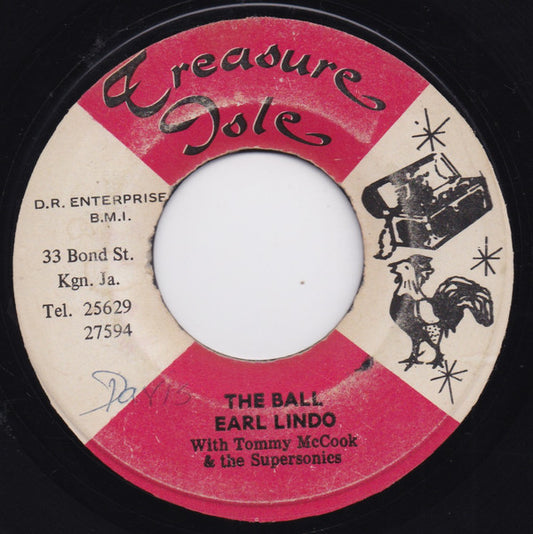 Treasure
Isle
D.R. ENTERPRISE
B.M.I.
33 Bond St.
Kgn. Ja.
Tel. 25629
27594
Davis
THE BALL
EARL LINDO
With Tommy McCook
& the Supersonics